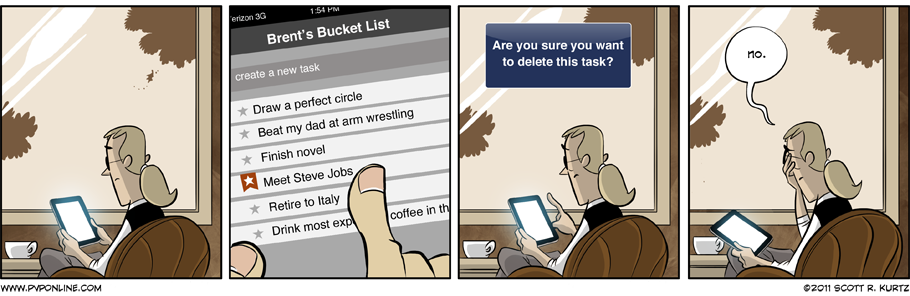 erizon 3G
1:54 PM
Brent's Bucket List
create a new task
Draw a perfect circle
Beat my dad at arm wrestling
Finish novel
Meet Steve Jobs
Retire to Italy
Drink most exp coffee in th
Are you sure you want
to delete this task?
no.
WWW.PVPONLINE.COM
©2011 SCOTT R. KURTZ